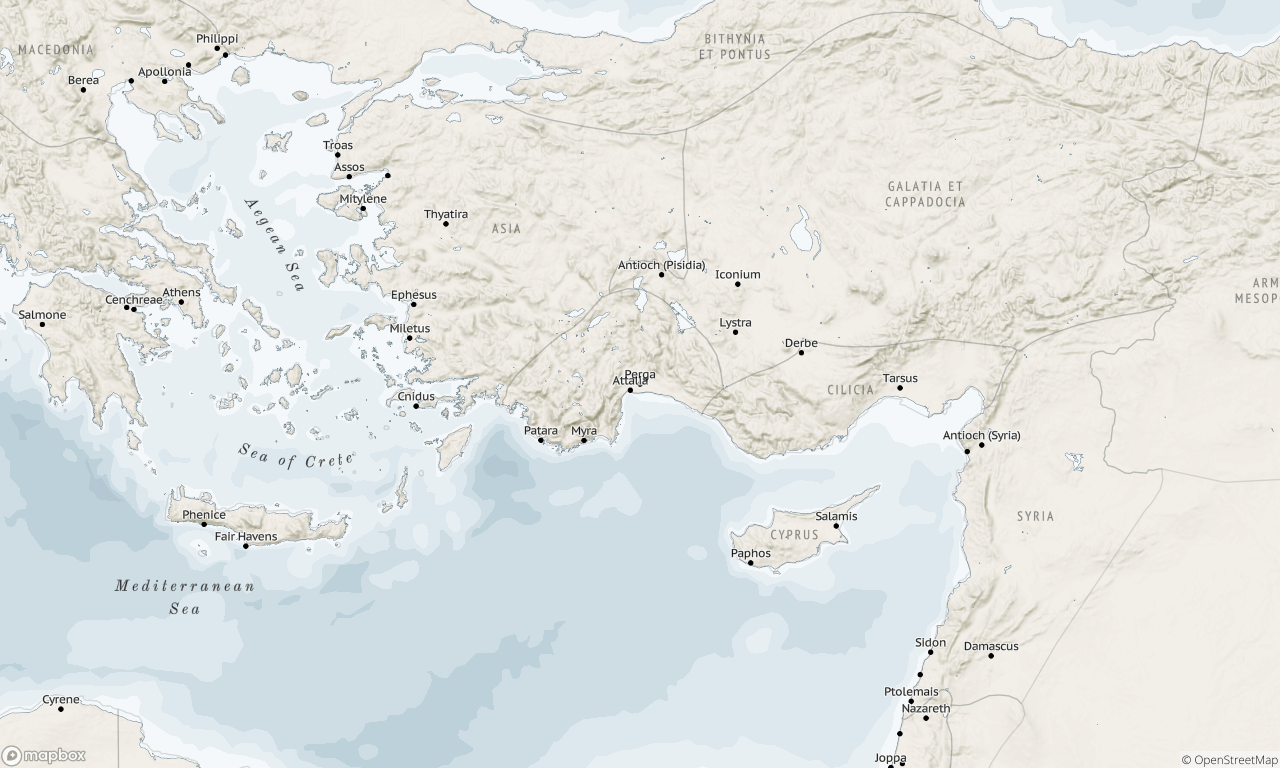 Philippi
MACEDONIA
BITHYNIA
ET PONTUS
Apollonia
Berea
Troas
Assos
Mitylene
Thyatira
ASIA
GALATIA ET
CAPPADOCIA
Aegean Sea
Antioch (Pisidia)
Iconium
ARM
MESOP
Athens
Cenchreae
Ephesus
Salmone
Miletus
Lystra
Derbe
Perga
Attalia
CILICIA
Tarsus
Cnidus
Patara
Myra
Antioch (Syria)
Sea of Crete
Phenice
Fair Havens
Salamis
CYPRUS
Paphos
SYRIA
Mediterranean
Sea
Sidon
Damascus
Ptolemais
Nazareth
Cyrene
Joppa
mapbox
© OpenStreetMap